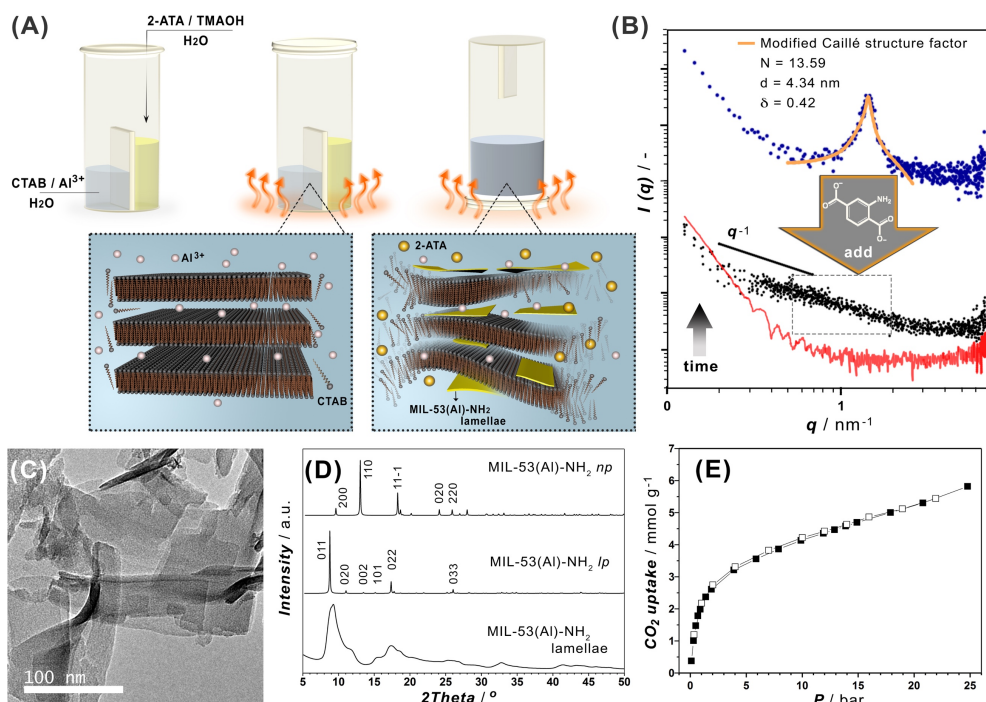 (A)
2-ATA / TMAOH
H2O
CTAB / Al3+
H2O
Al3+
CTAB
2-ATA
MIL-53(Al)-NH2
lamellae
(B)
Modified Caillé structure factor
N = 13.59
d = 4.34 nm
δ = 0.42
I (q) / -
NH2
O
O-
O
O-
add
q-1
time
1
q / nm-1
(C)
100 nm
(D)
MIL-53(Al)-NH2 np
200
110
11-1
020
220
MIL-53(Al)-NH2 lp
011
020
002
101
022
033
MIL-53(Al)-NH2
lamellae
Intensity / a.u.
5 10 15 20 25 30 35 40 45 50
2Theta / º
(E)
CO2 uptake / mmol g-1
7
6
5
4
3
2
1
0
0 5 10 15 20 25
P / bar